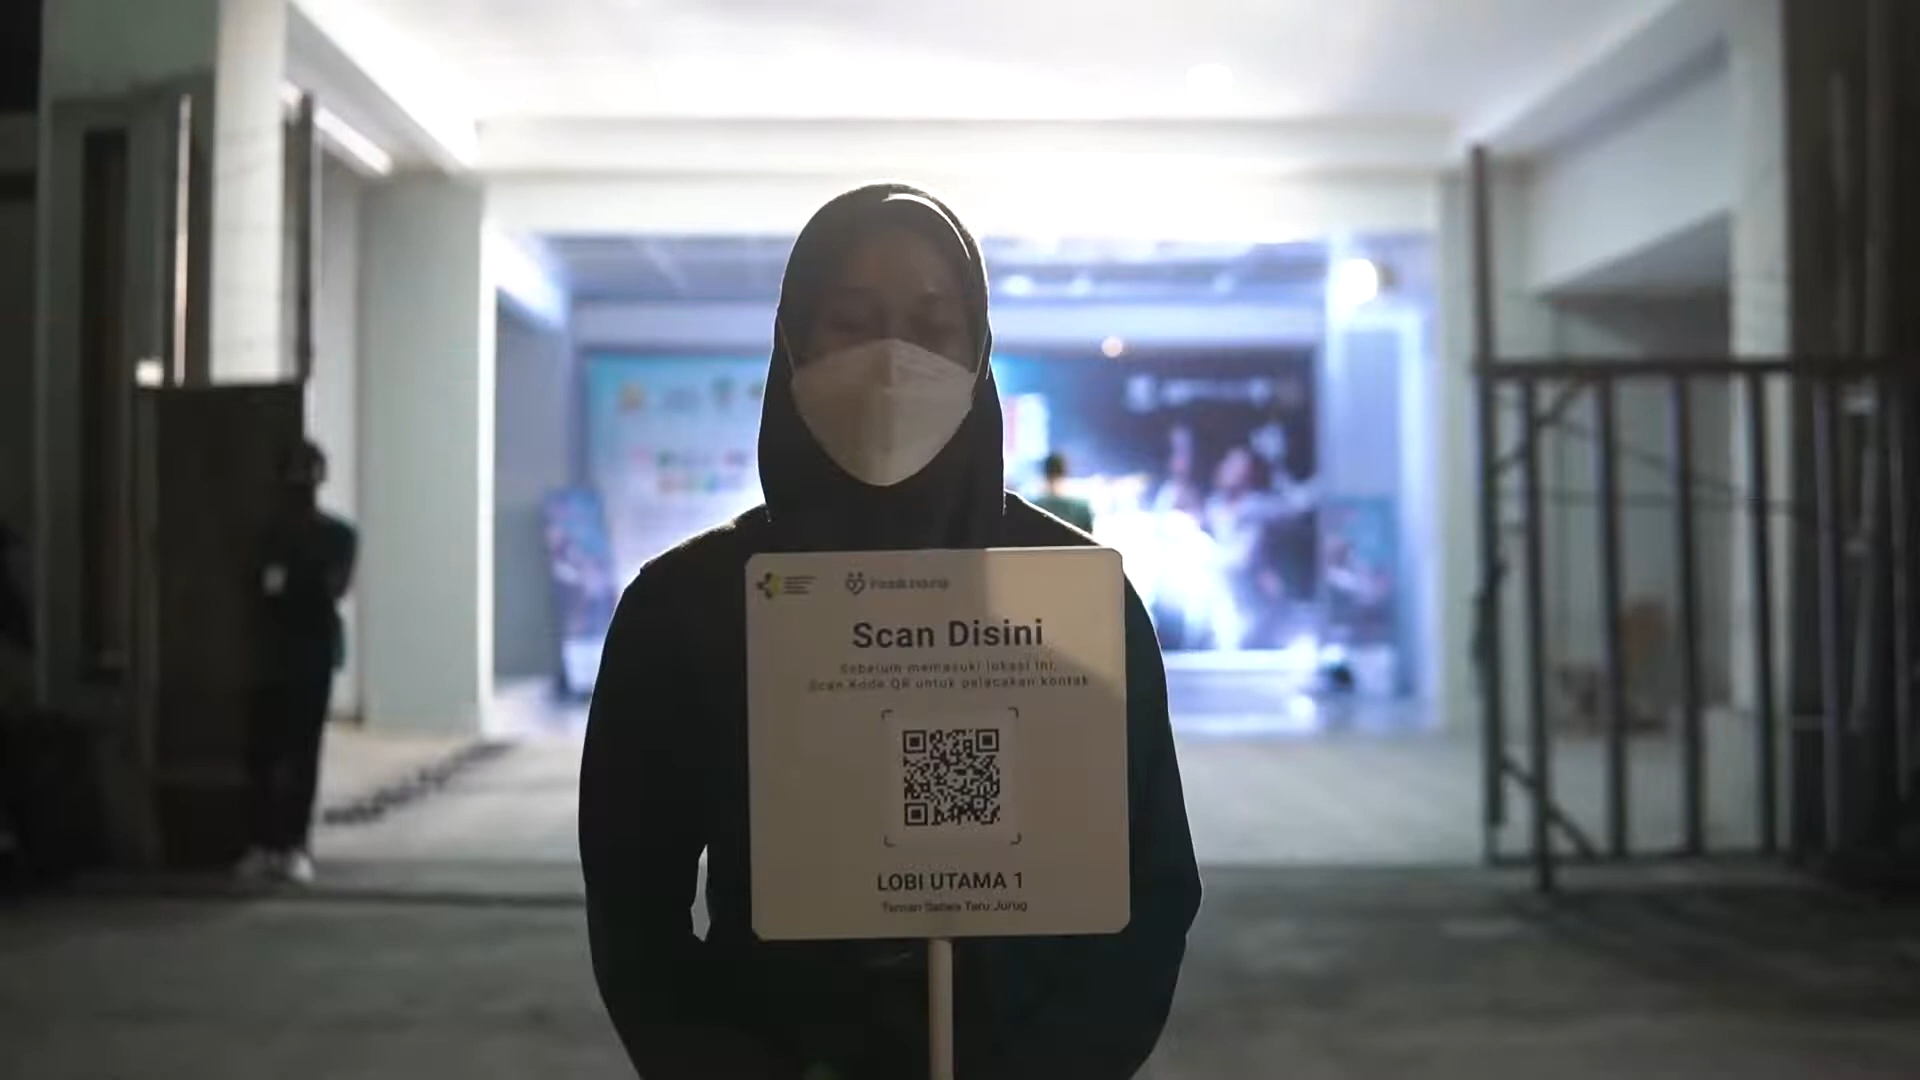 Scan Disini
Sebelum memasuki lokasi ini,
Scan Kode QR untuk pelacakan kontak
LOBI UTAMA 1
Taman Satwa Taru Jurug